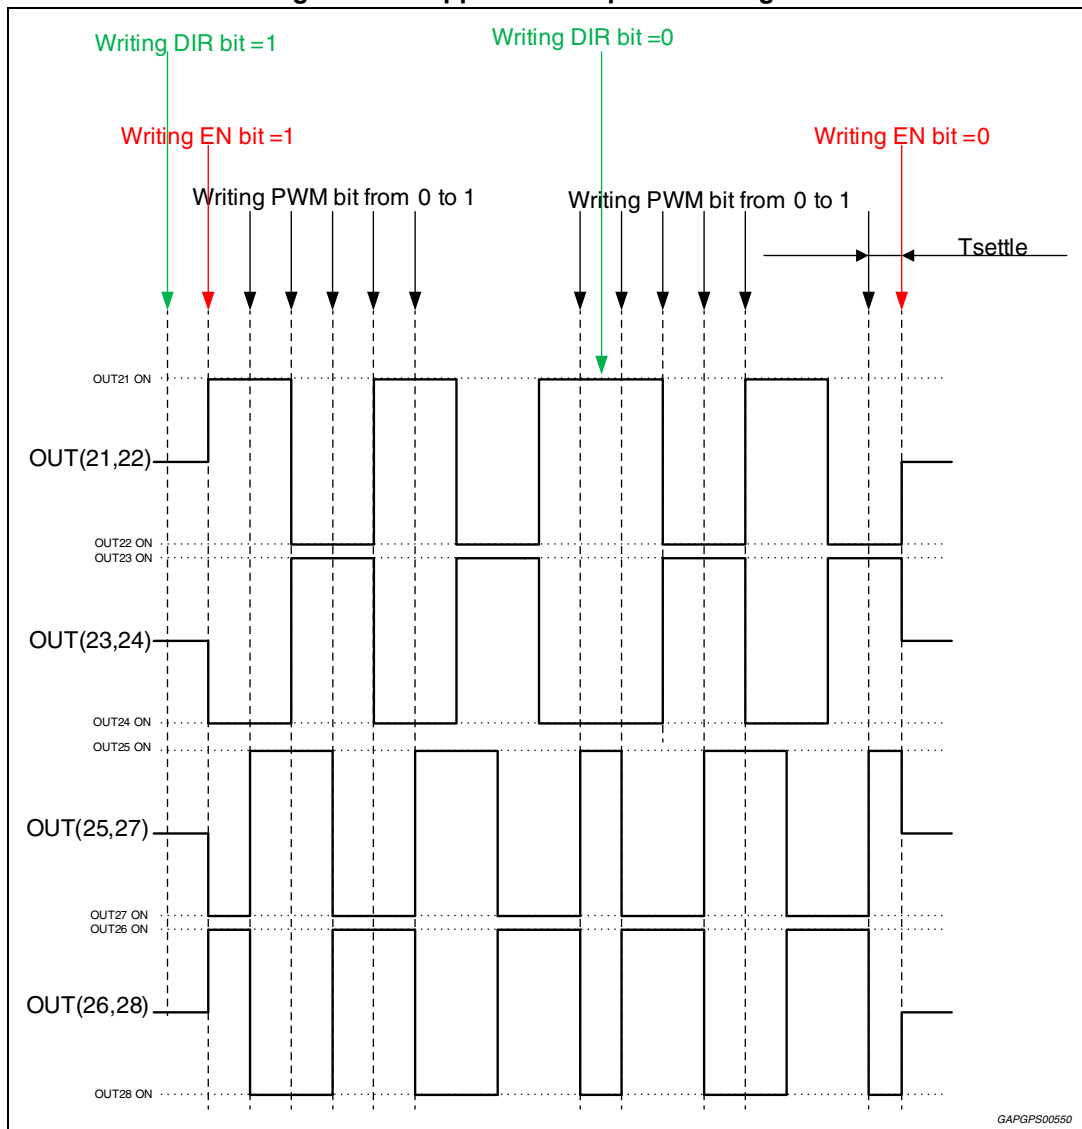 Writing DIR bit =1
Writing DIR bit =0
Writing EN bit =1
Writing EN bit =0
Writing PWM bit from 0 to 1
Writing PWM bit from 0 to 1
Tsettle
OUT21 ON
OUT(21,22)
OUT22 ON
OUT23 ON
OUT(23,24)
OUT24 ON
OUT25 ON
OUT(25,27)
OUT27 ON
OUT26 ON
OUT(26,28)
OUT28 ON
GAPGPS00550